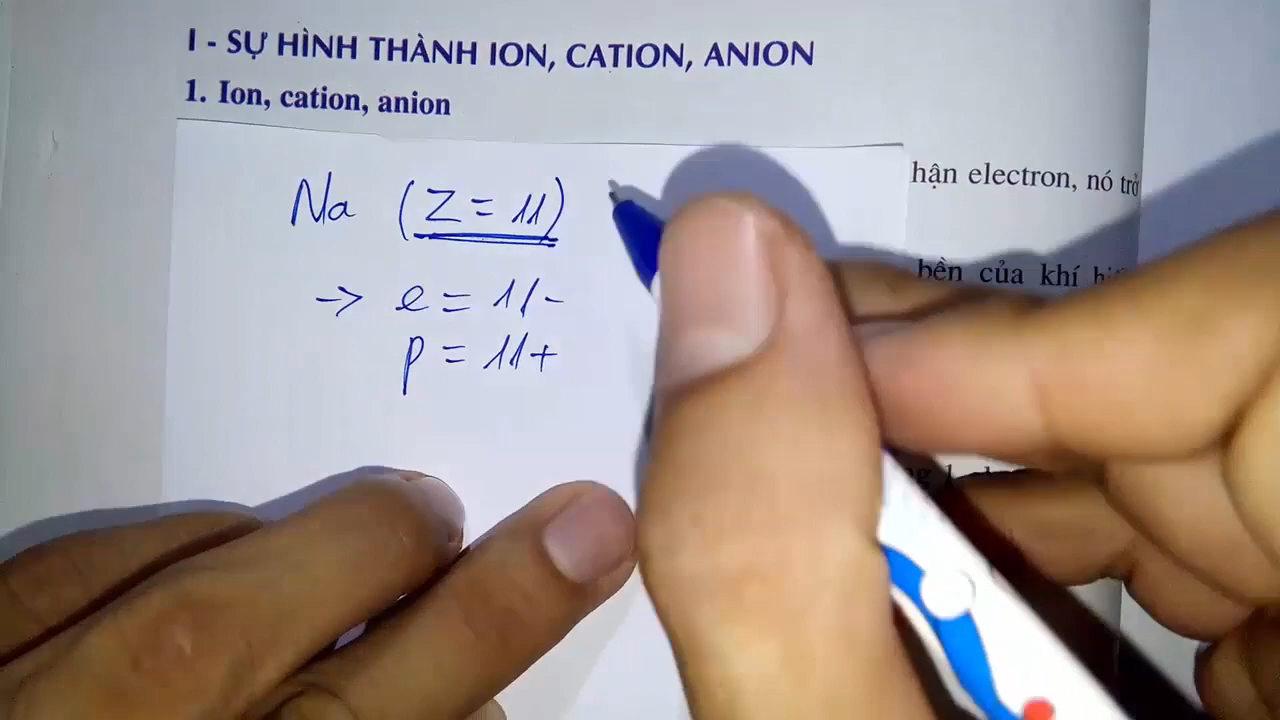 I - SỰ HÌNH THÀNH ION, CATION, ANION
1. Ion, cation, anion
Na (Z = 11)
hận electron, nó trở
bền của khí
-> e = 11-
p = 11+